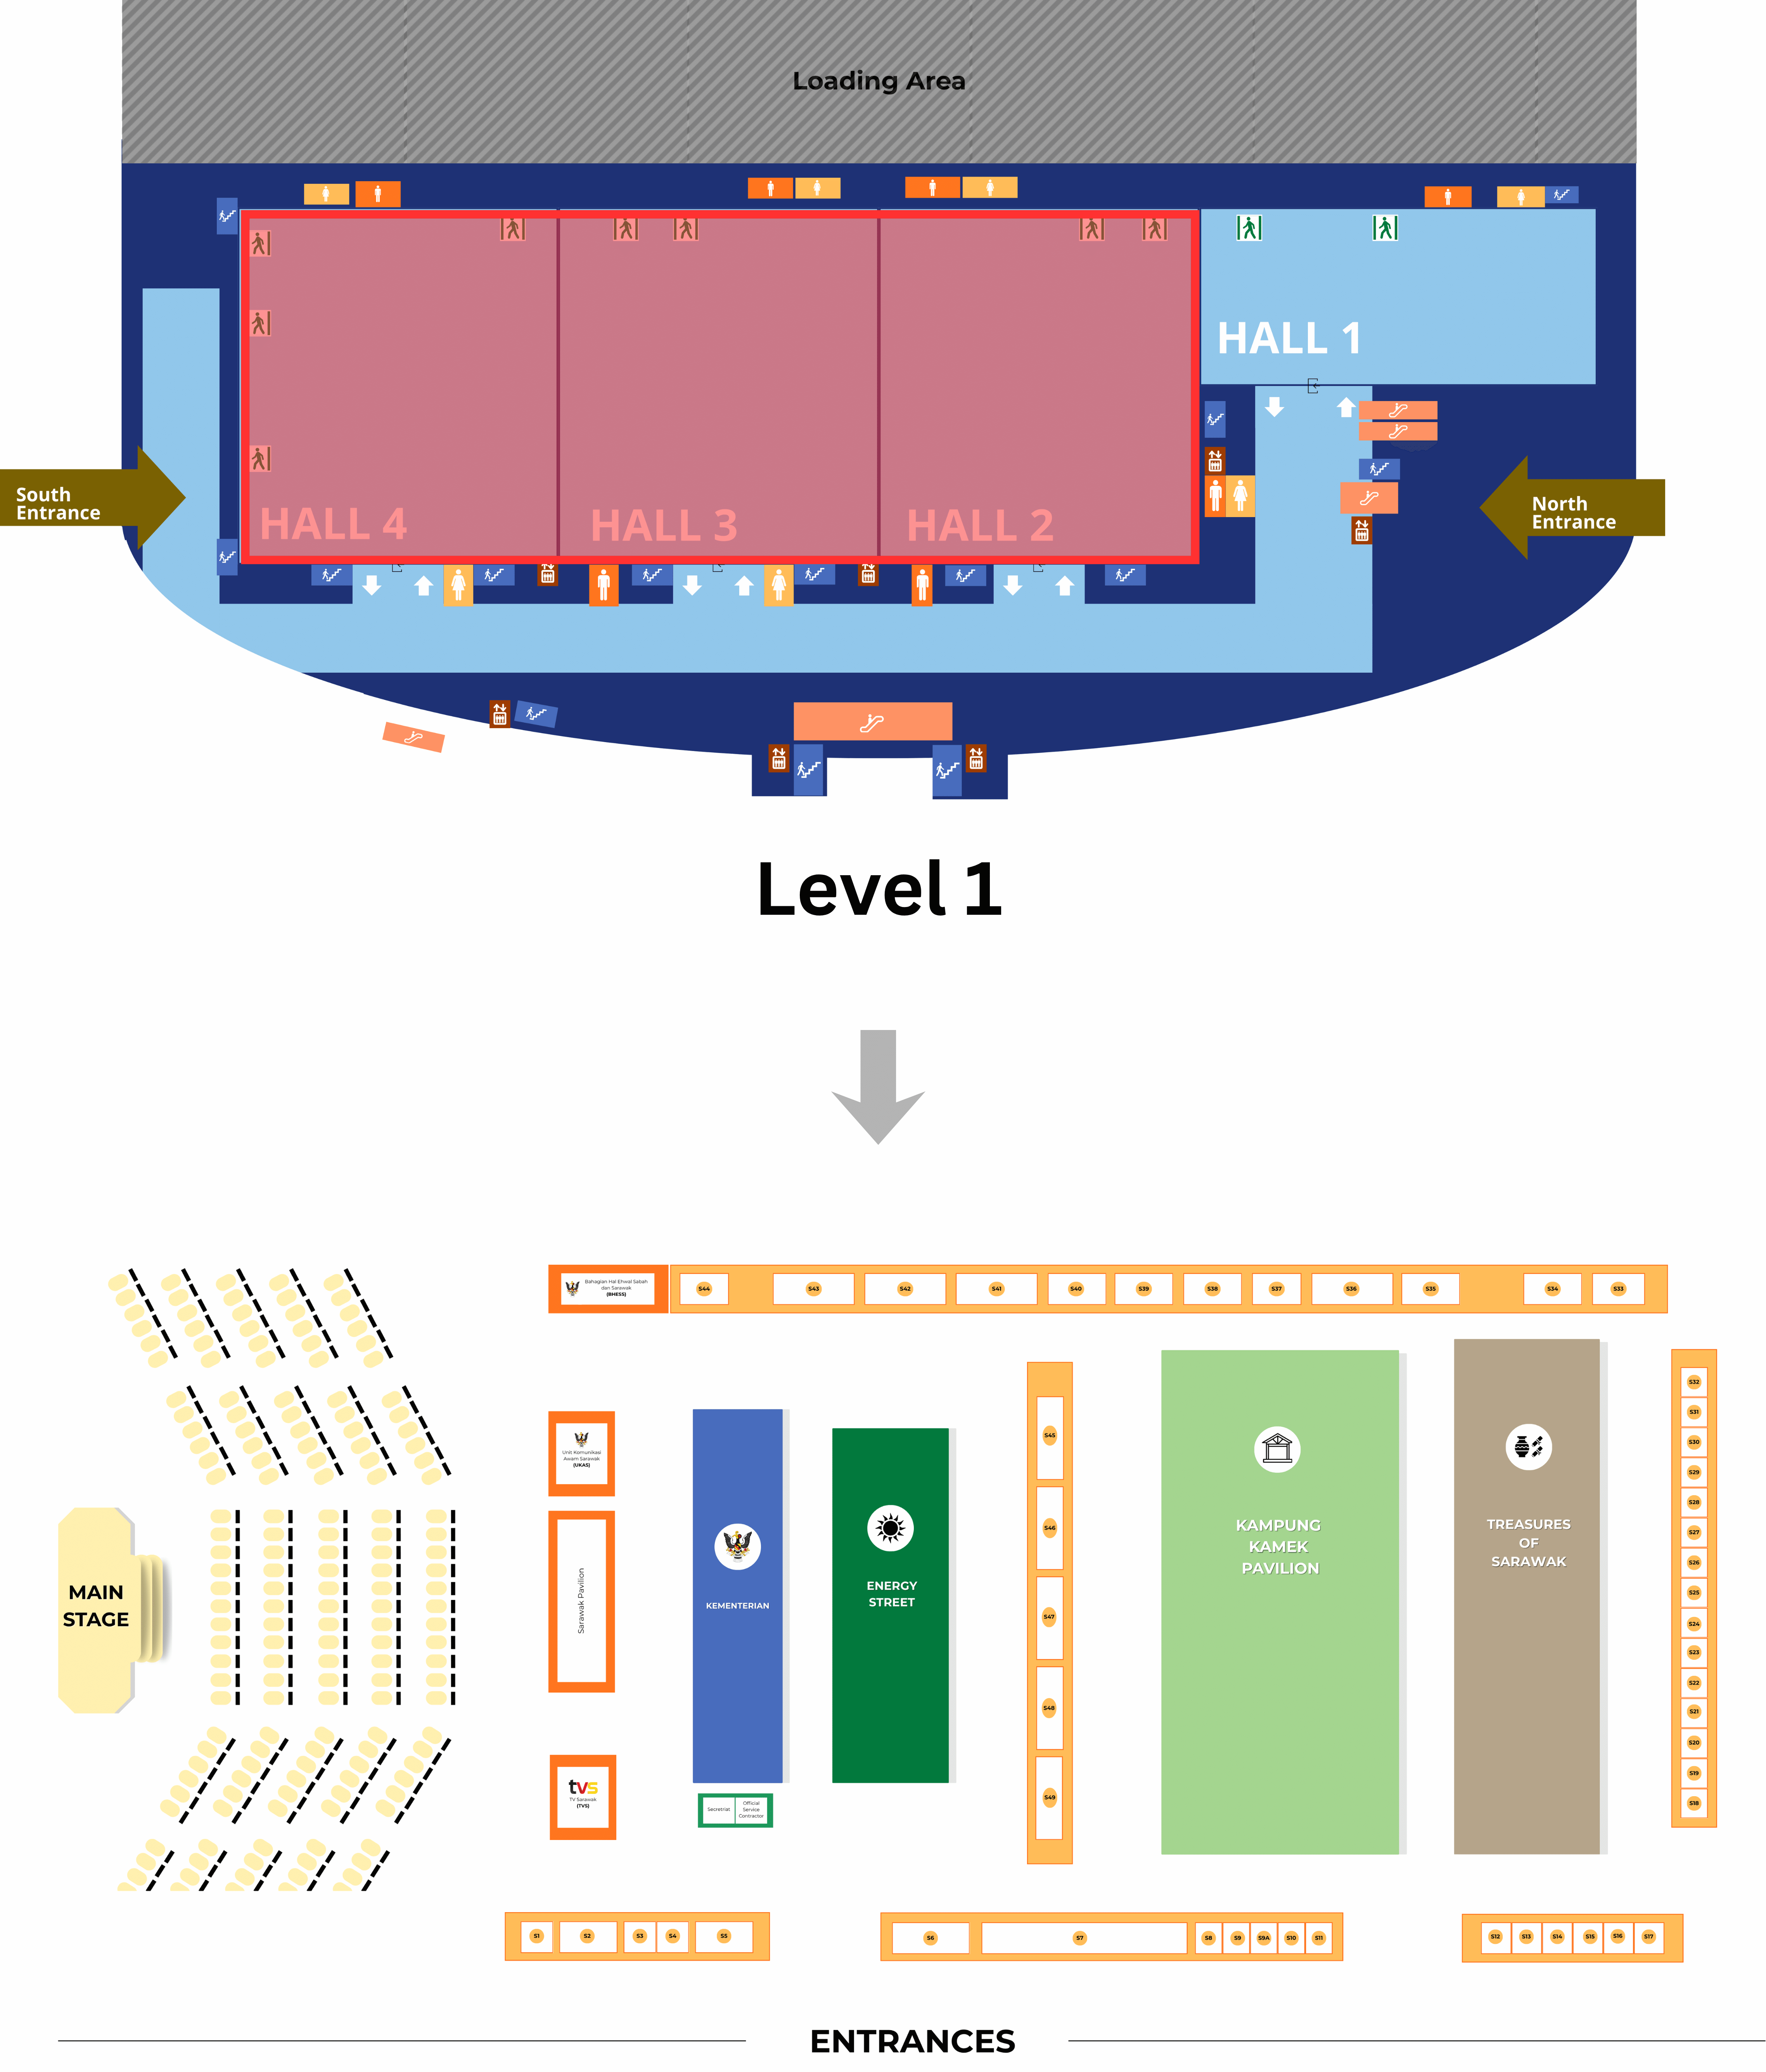 Loading Area
HALL 1
South
Entrance
North
Entrance
HALL 4
HALL 3
HALL 2
Level 1
Bahagian Hal Ehwal Sabah
dan Sarawak
(BHESS)
S44
S43
S42
S41
S40
S39
S38
S37
S36
S35
S34
S33
S32
S31
S30
S29
S28
S27
S26
S25
S24
S23
S22
S21
S20
S19
S18
Unit Komunikasi
Awam Sarawak
(UKAS)
Sarawak Pavilion
tvs
TV Sarawak
(TVS)
KEMENTERIAN
Secretriat
Official
Service
Contractor
ENERGY
STREET
S45
S46
S47
S48
S49
KAMPUNG
KAMEK
PAVILION
TREASURES
OF
SARAWAK
MAIN
STAGE
S1
S2
S3
S4
S5
S6
S7
S8
S9
S9A
S10
S11
S12
S13
S14
S15
S16
S17
ENTRANCES